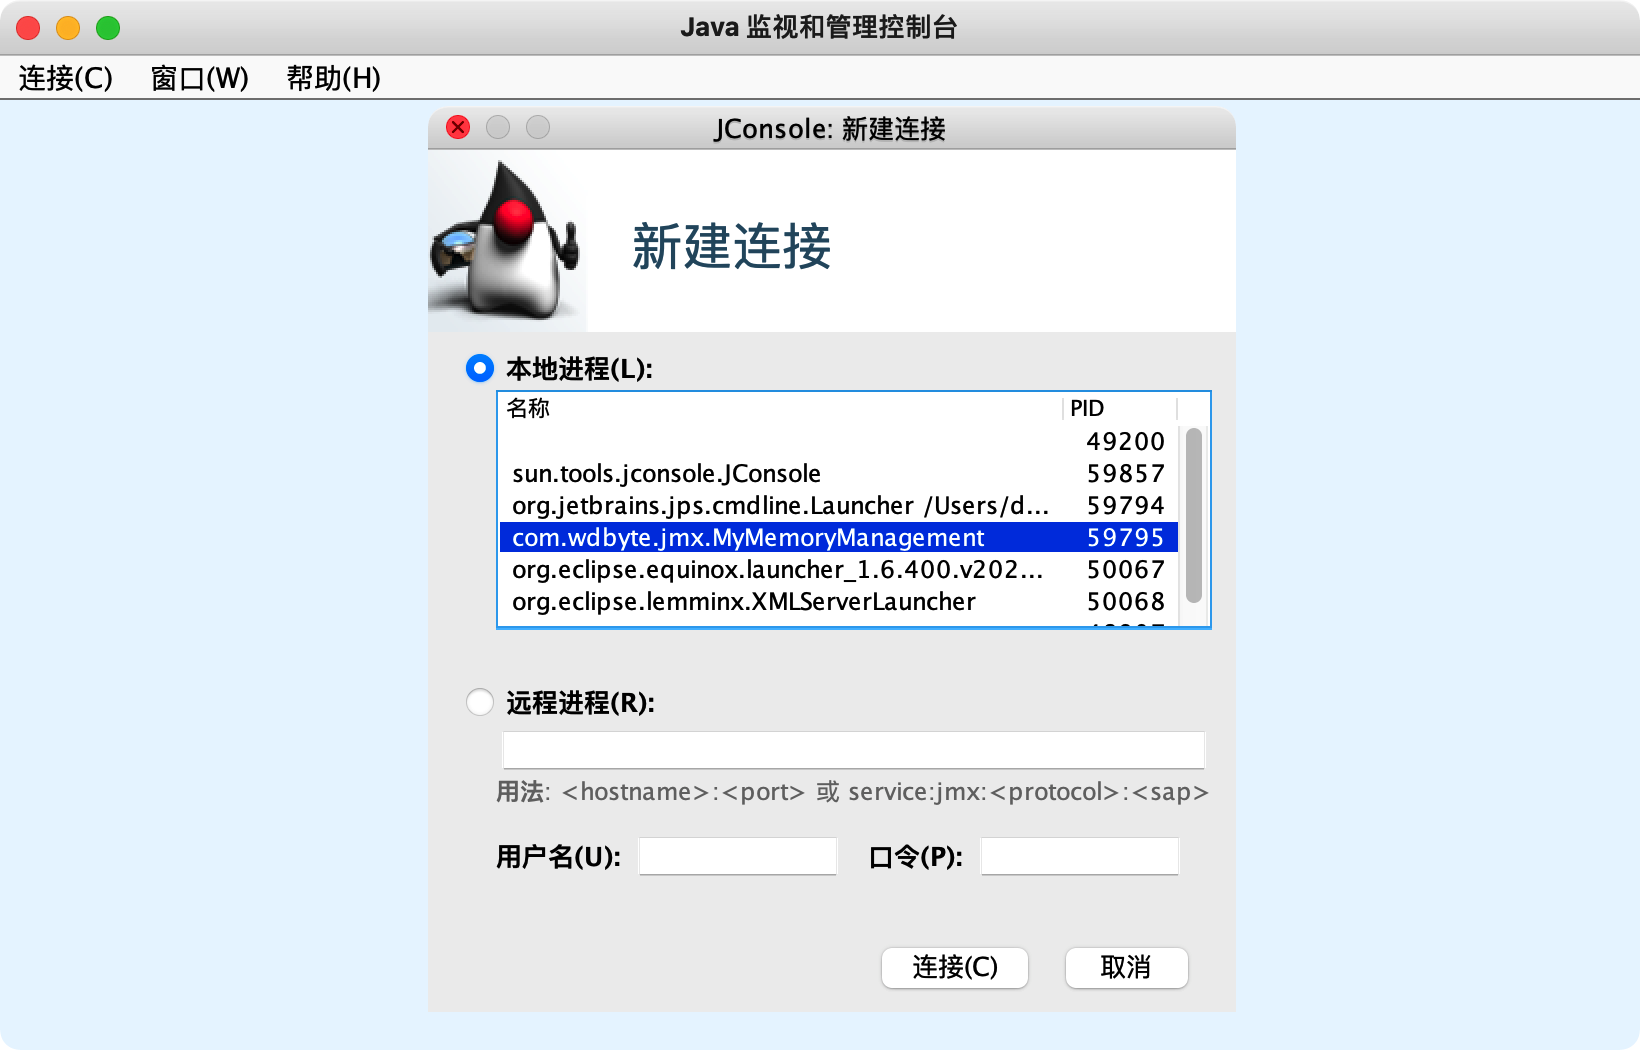 Java 监视和管理控制台
连接(C) 窗口(W) 帮助(H)
JConsole: 新建连接
新建连接
本地进程(L):
名称 PID
49200
sun.tools.jconsole.JConsole 59857
org.jetbrains.jps.cmdline.Launcher /Users/d... 59794
com.wdbyte.jmx.MyMemoryManagement 59795
org.eclipse.equinox.launcher_1.6.400.v202... 50067
org.eclipse.lemminx.XMLServerLauncher 50068
远程进程(R):
用法: <hostname>:<port> 或 service:jmx:<protocol>:<sap>
用户名(U): 口令(P):
连接(C) 取消